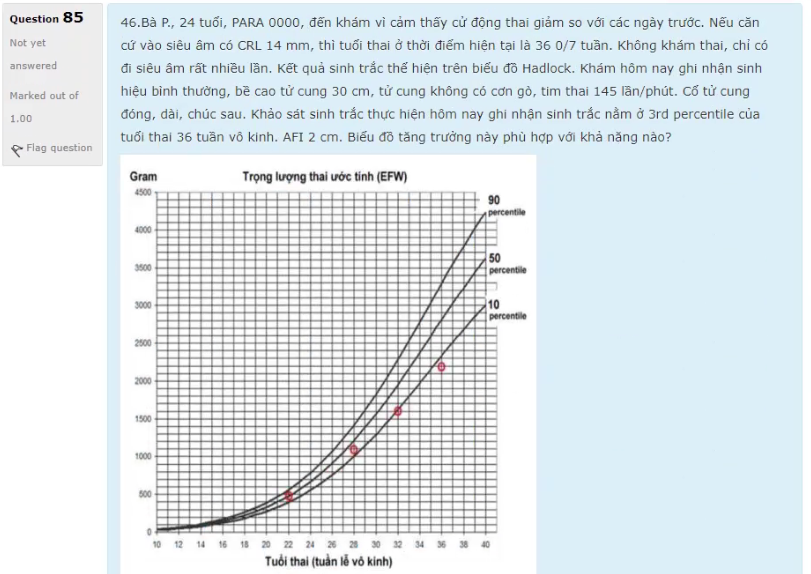 Question 85
Not yet
answered
Marked out of
1.00
Flag question
46.Bà P., 24 tuổi, PARA 0000, đến khám vì cảm thấy cử động thai giảm so với các ngày trước. Nếu căn
cứ vào siêu âm có CRL 14 mm, thì tuổi thai ở thời điểm hiện tại là 36 0/7 tuần. Không khám thai, chỉ có
đi siêu âm rất nhiều lần. Kết quả sinh trắc thể hiện trên biểu đồ Hadlock. Khám hôm nay ghi nhận sinh
hiệu bình thường, bề cao tử cung 30 cm, tử cung không có cơn gò, tim thai 145 lần/phút. Cổ tử cung
đóng, dài, chúc sau. Khảo sát sinh trắc thực hiện hôm nay ghi nhận sinh trắc nằm ở 3rd percentile của
tuổi thai 36 tuần vô kinh. AFI 2 cm. Biểu đồ tăng trưởng này phù hợp với khả năng nào?
Gram Trọng lượng thai ước tính (EFW)
4500
90
percentile
4000
50
percentile
3500
10
percentile
3000
2500
2000
1500
1000
500
0
10 12 14 16 18 20 22 24 26 28 30 32 34 36 38 40
Tuổi thai (tuần lễ vô kinh)